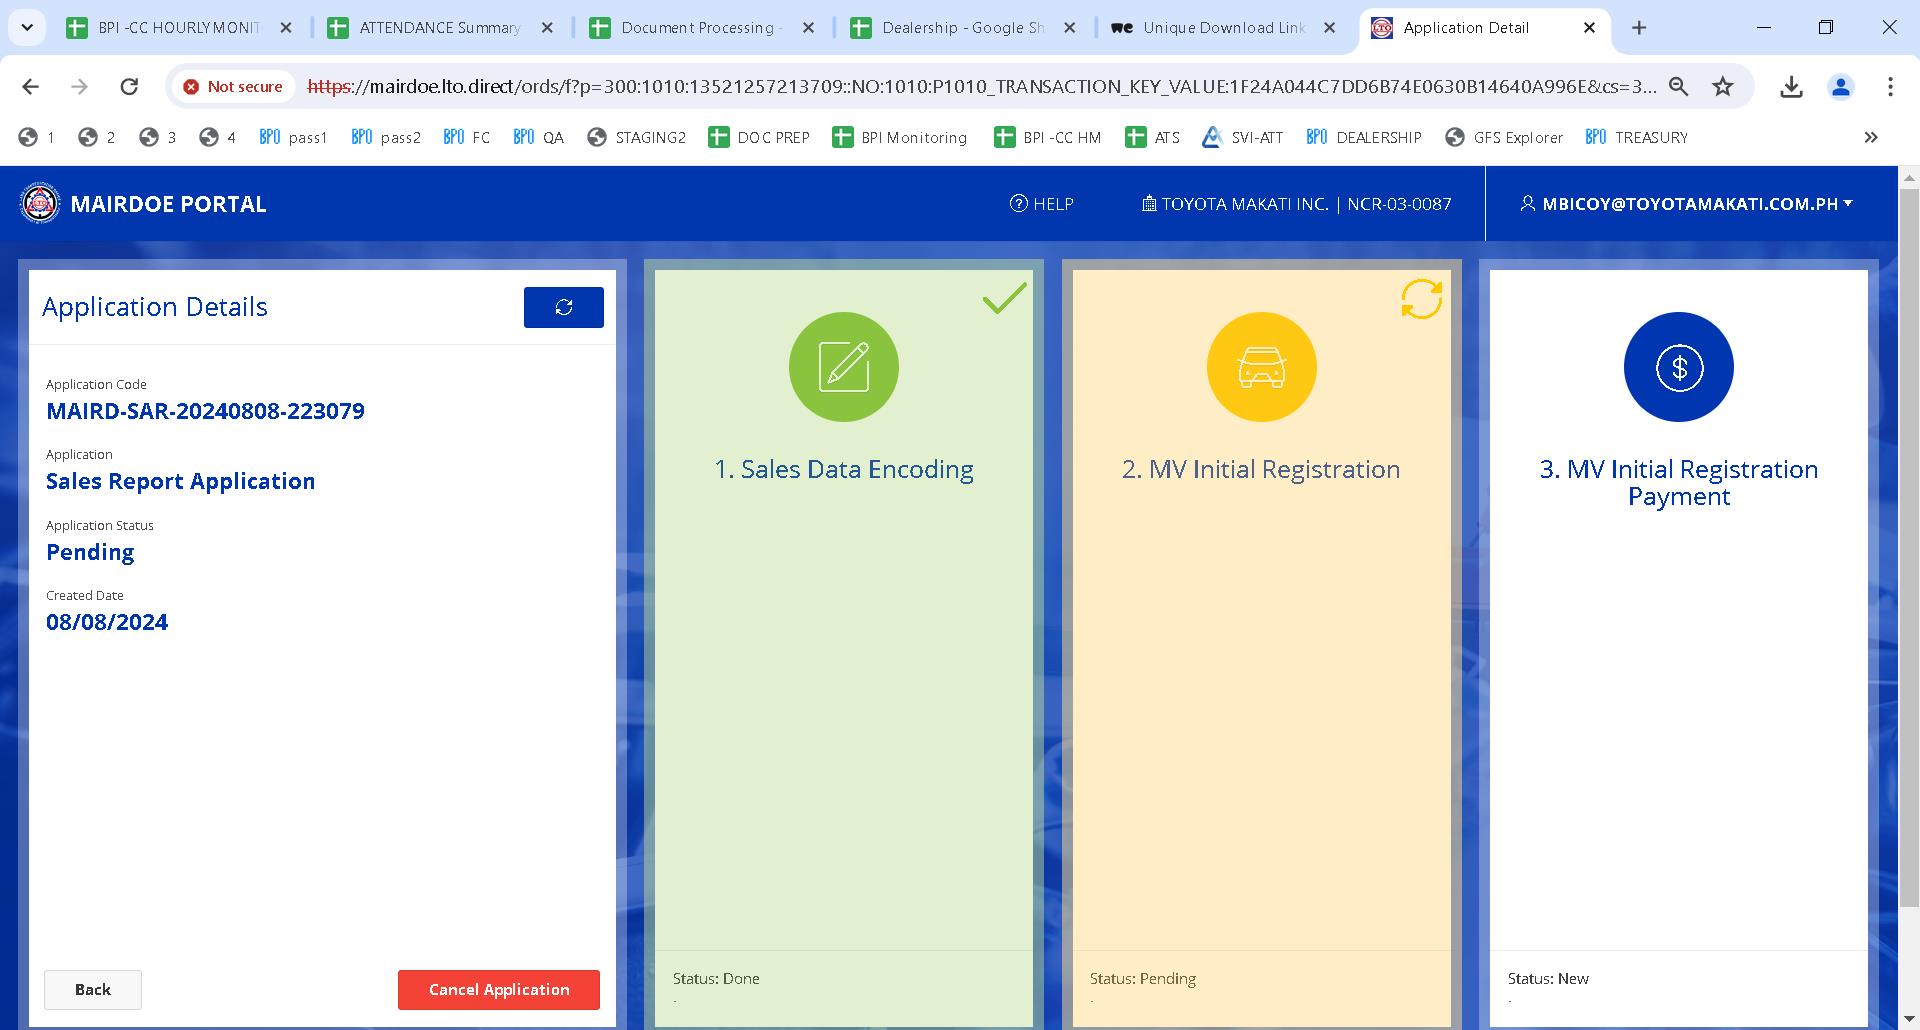 BPI -CC HOURLY MONIT
ATTENDANCE Summary
Document Processing -
Dealership - Google Sh
we Unique Download Link
Application Detail
Not secure https://mairdoe.lto.direct/ords/f?p=300:1010:13521257213709::NO:1010:P1010_TRANSACTION_KEY_VALUE:1F24A044C7DD6B74E0630B14640A996E&cs=3...
1 2 3 4 BPO pass1 BPO pass2 BPO FC BPO QA STAGING2 DOC PREP BPI Monitoring BPI -CC HM ATS SVI-ATT BPO DEALERSHIP GFS Explorer BPO TREASURY »
MAIRDOE PORTAL
HELP
TOYOTA MAKATI INC. | NCR-03-0087
MBICOY@TOYOTAMAKATI.COM.PH
Application Details
Application Code
MAIRD-SAR-20240808-223079
Application
Sales Report Application
Application Status
Pending
Created Date
08/08/2024
Back
Cancel Application
1. Sales Data Encoding
Status: Done
-
2. MV Initial Registration
Status: Pending
-
$
3. MV Initial Registration
Payment
Status: New
-